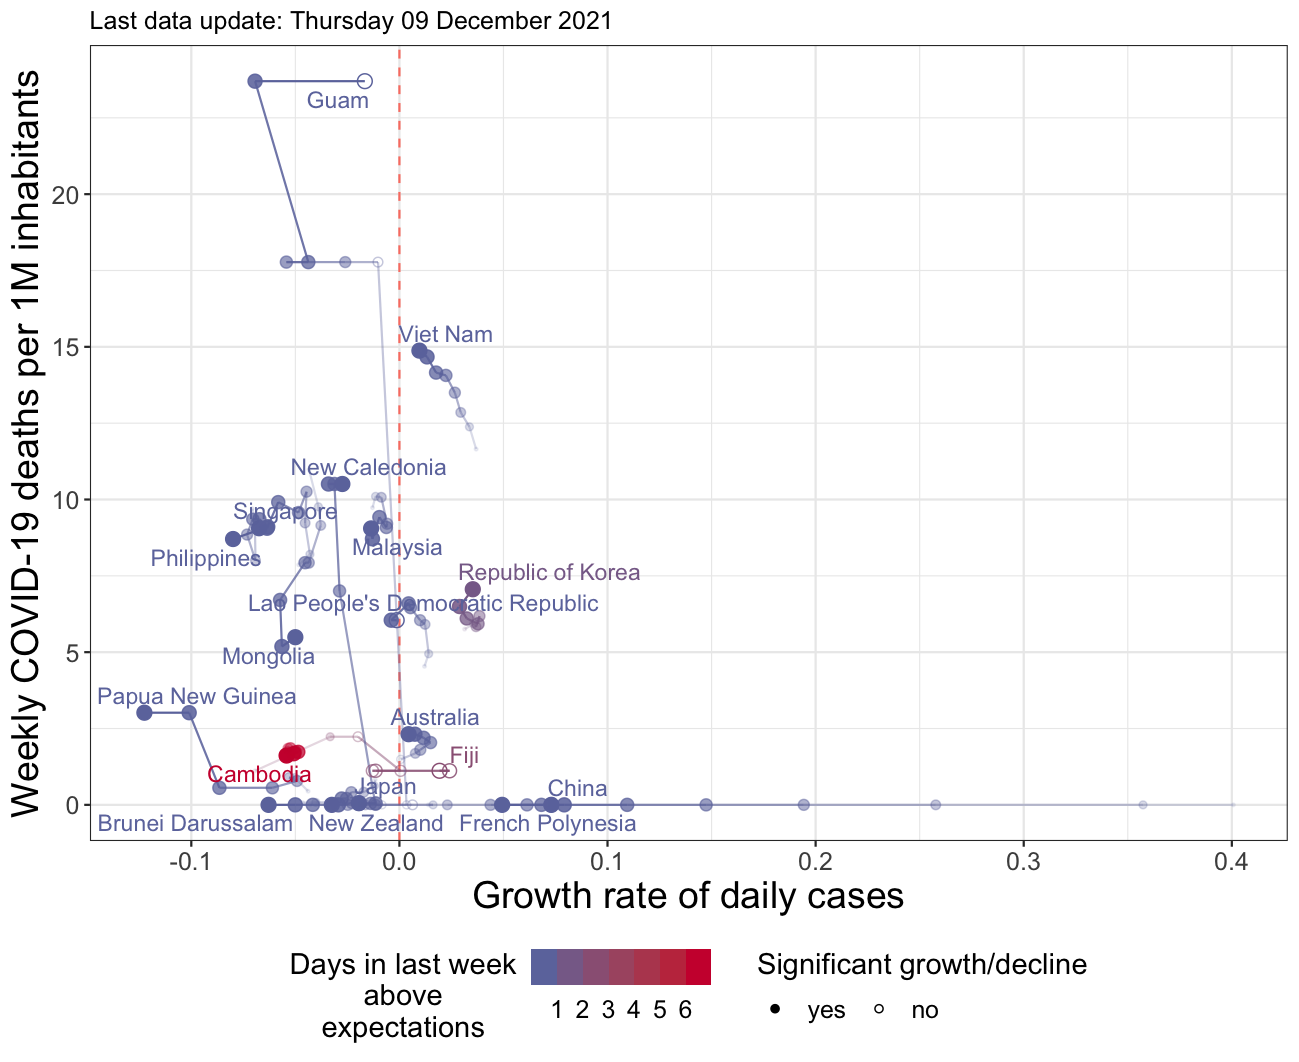 Last data update: Thursday 09 December 2021
Weekly COVID-19 deaths per 1M inhabitants
Guam
20
Viet Nam
15
New Caledonia
10
Singapore
Malaysia
Philippines
Republic of Korea
Lao People's Democratic Republic
5
Mongolia
Papua New Guinea
Australia
Fiji
Cambodia
Japan
China
0
Brunei Darussalam
New Zealand
French Polynesia
-0.1
0.0
0.1
0.2
0.3
0.4
Growth rate of daily cases
Days in last week
above
expectations
1 2 3 4 5 6
Significant growth/decline
yes
no